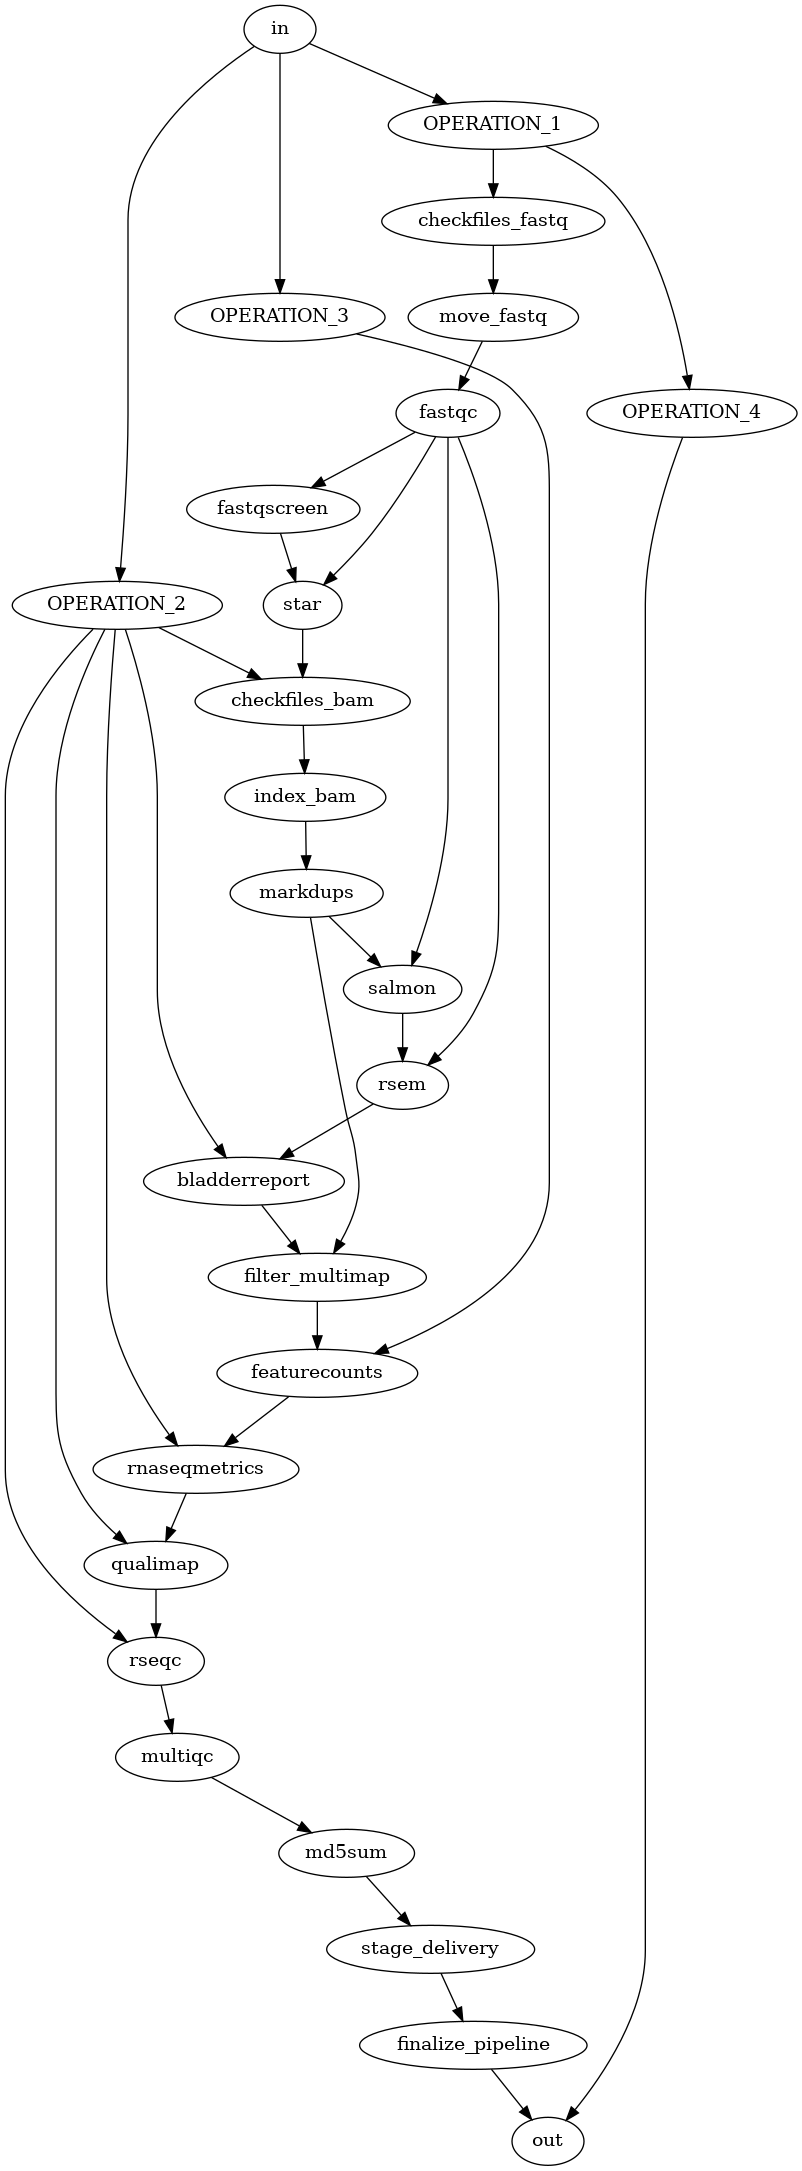 in
OPERATION_1
checkfiles_fastq
OPERATION_3
move_fastq
fastqc
OPERATION_4
fastqscreen
OPERATION_2
star
checkfiles_bam
index_bam
markdups
salmon
rsem
bladderreport
filter_multimap
featurecounts
rnaseqmetrics
qualimap
rseqc
multiqc
md5sum
stage_delivery
finalize_pipeline
out